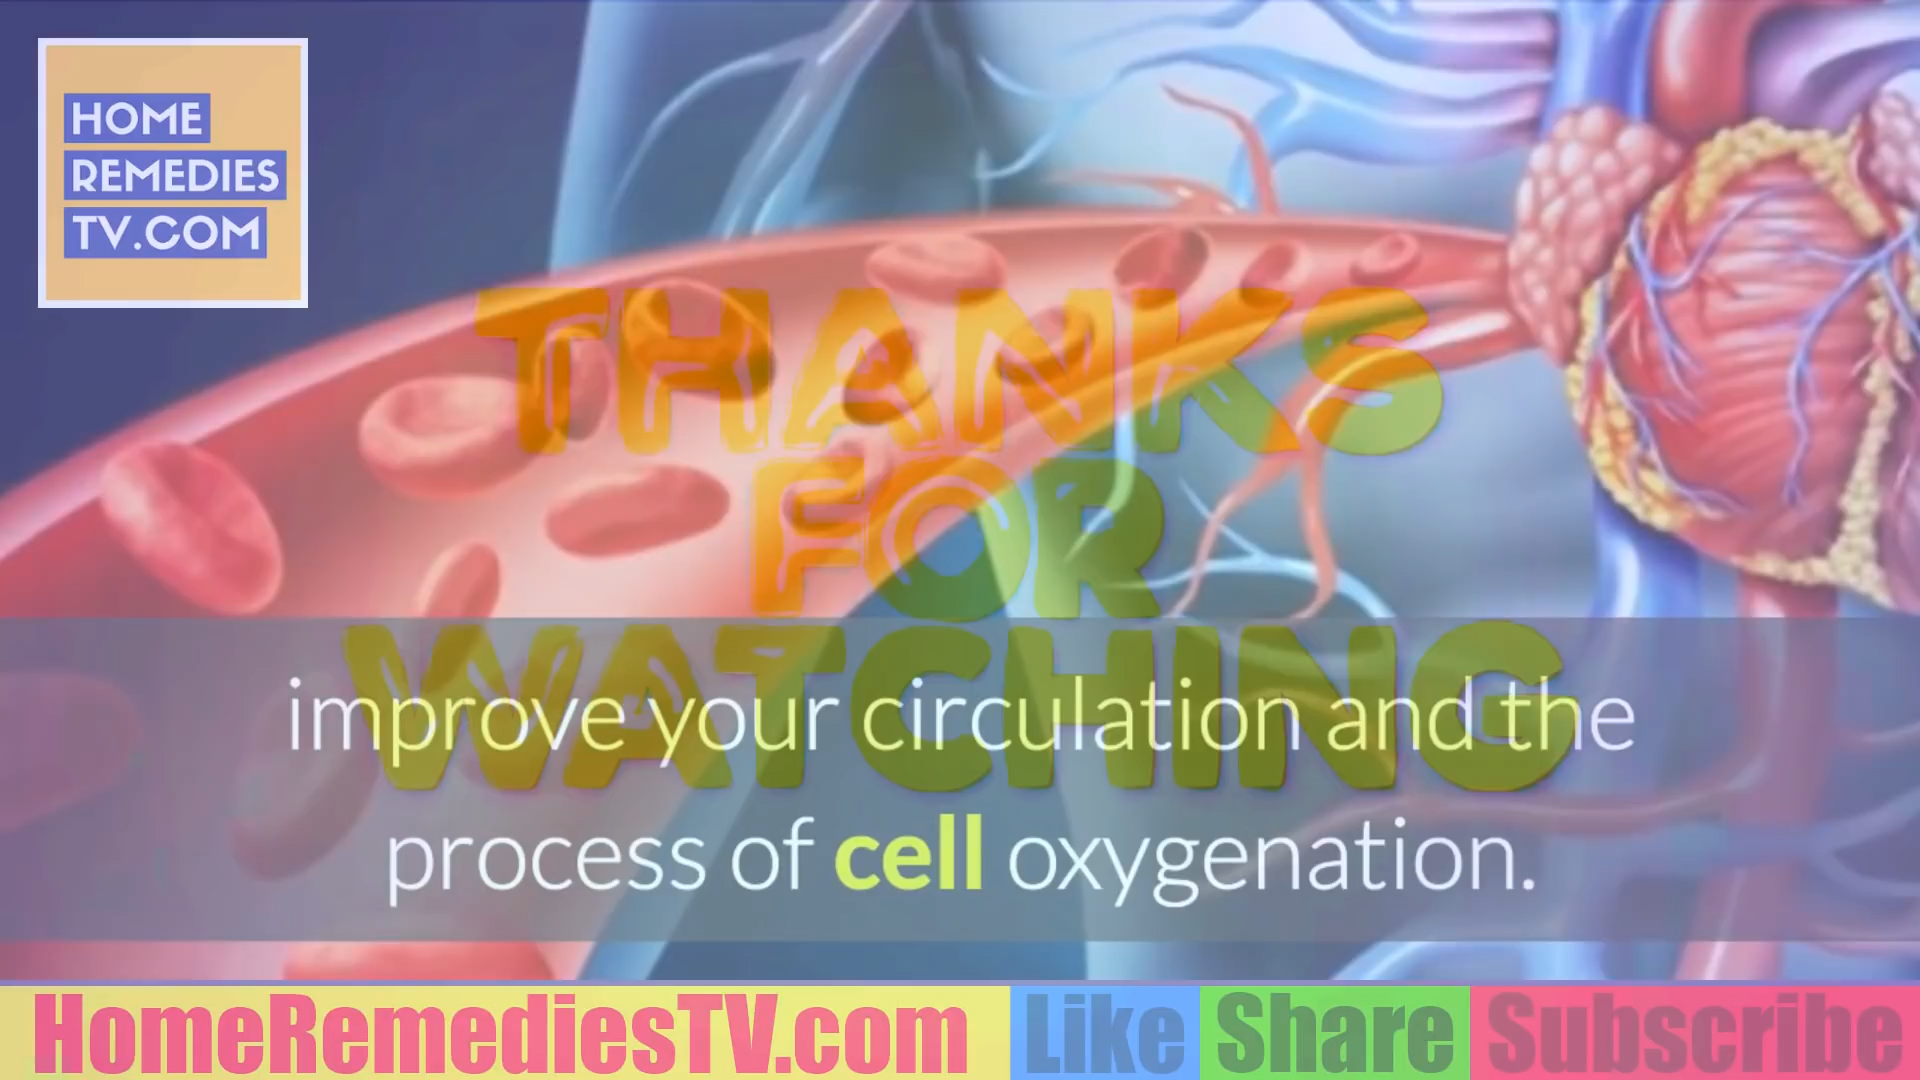 HOME
REMEDIES
TV.COM
THANKS
FOR
WATCHING
improve your circulation and the
process of cell oxygenation.
HomeRemediesTV.com Like Share Subscribe